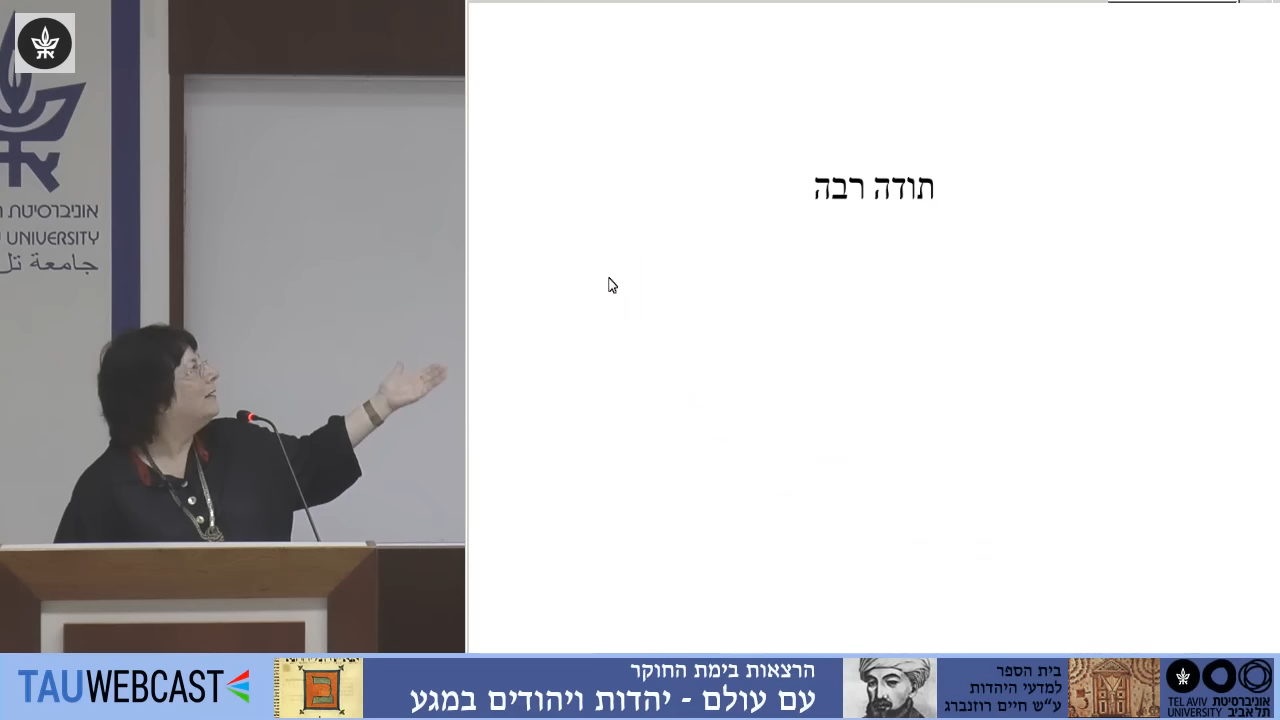 אוניברסיטת
UNIVERSITY
جامعة تل
תודה רבה
TAUWEBCAST
הרצאות בימת החוקר
עם עולם - יהדות ויהודים במגע
בית הספר
למדעי היהדות
ע״ש חיים רוזנברג
אוניברסיטת
תל אביב
TEL AVIV
UNIVERSITY